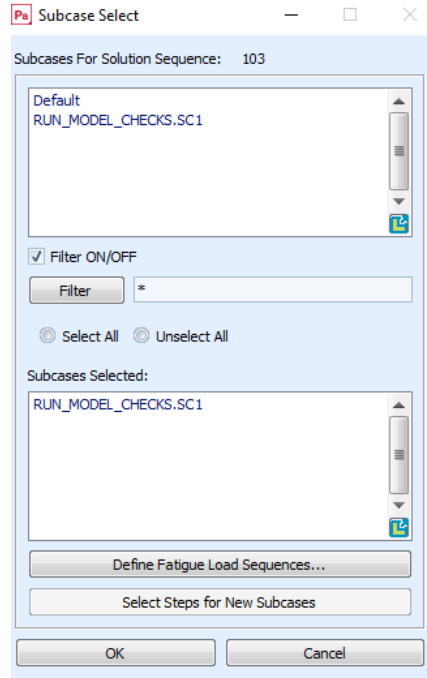 Pa Subcase Select
Subcases For Solution Sequence: 103
Default
RUN_MODEL_CHECKS.SC1
Filter ON/OFF
Filter *
Select All Unselect All
Subcases Selected:
RUN_MODEL_CHECKS.SC1
Define Fatigue Load Sequences...
Select Steps for New Subcases
OK Cancel